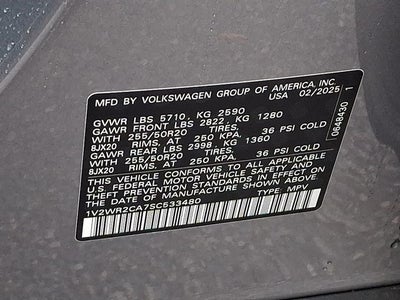 MFD BY VOLKSWAGEN GROUP OF AMERICA, INC.
USA 02/2025
GVWR LBS 5710, KG 2590
GAWR FRONT LBS 2822, KG 1280
WITH 255/50R20 TIRES,
8JX20 RIMS, AT 250 KPA, 36 PSI COLD
GAWR REAR LBS 2998, KG 1360
WITH 255/50R20 TIRES,
8JX20 RIMS, AT 250 KPA, 36 PSI COLD
THIS VEHICLE CONFORMS TO ALL APPLICABLE
U.S. FEDERAL MOTOR VEHICLE SAFETY AND
THEFT PREVENTION STANDARDS IN EFFECT ON
THE DATE OF MANUFACTURE SHOWN ABOVE.
1V2WR2CA7SC533480 TYPE: MPV
0649430 1